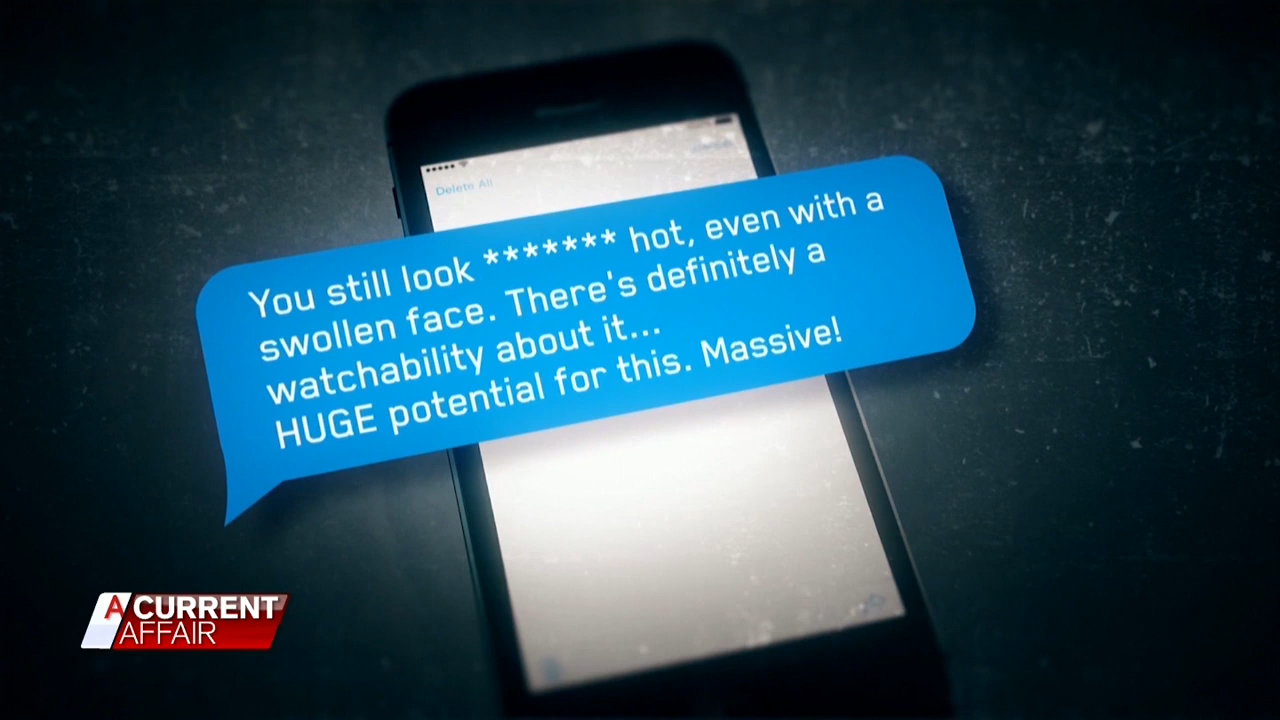 Delete All
You still look ******* hot, even with a
swollen face. There's definitely a
watchability about it...
HUGE potential for this. Massive!
A CURRENT
AFFAIR